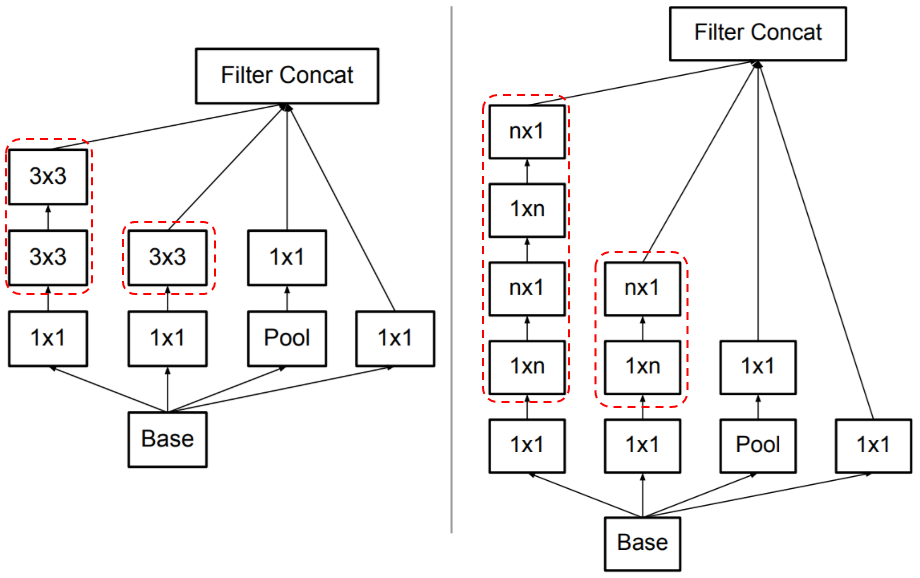 Filter Concat
3x3
3x3
3x3
1x1
1x1
1x1
Pool
1x1
Base
Filter Concat
nx1
1xn
nx1
nx1
1xn
1xn
1x1
1x1
1x1
Pool
1x1
Base